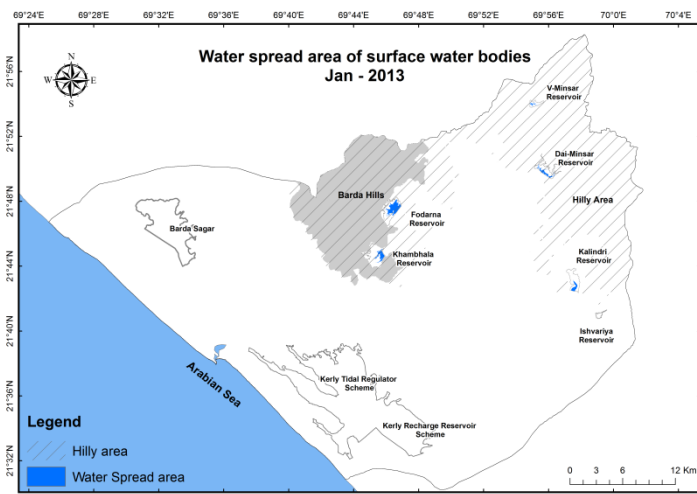 69°24'E 69°28'E 69°32'E 69°36'E 69°40'E 69°44'E 69°48'E 69°52'E 69°56'E 70°0'E 70°4'E
Water spread area of surface water bodies
Jan - 2013
N
W E
S
21°56'N
21°52'N
21°48'N
21°44'N
21°40'N
21°36'N
21°32'N
V-Minsar
Reservoir
Dai-Minsar
Reservoir
Barda Hills
Hilly Area
Fodarna
Reservoir
Barda Sagar
Khambhala
Reservoir
Kalindri
Reservoir
Ishvariya
Reservoir
Arabian Sea
Kerly Tidal Regulator
Scheme
Kerly Recharge Reservoir
Scheme
Legend
Hilly area
Water Spread area
0 3 6 12 Km